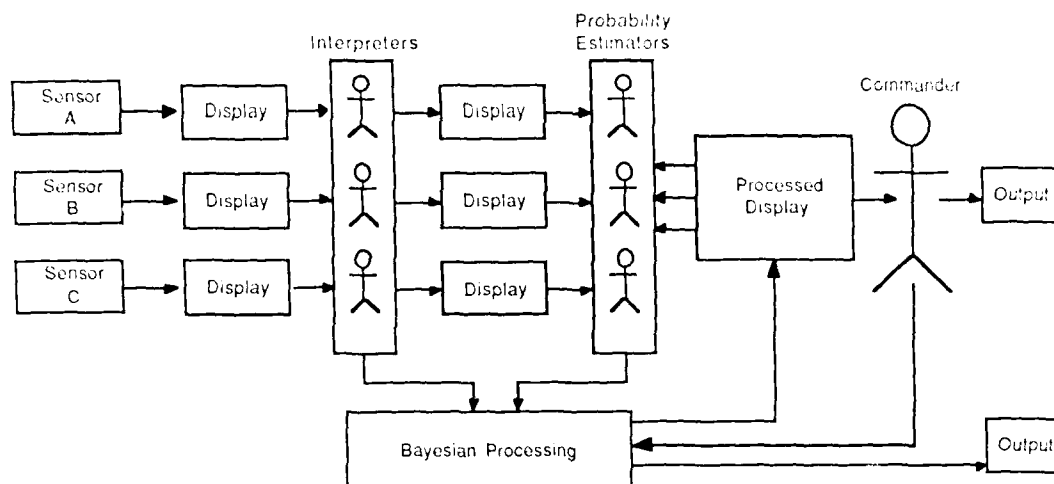 Interpreters
Probability
Estimators
Commander
Sensor
A
Display
Display
Sensor
B
Display
Display
Processed
Display
Output
Sensor
C
Display
Display
Bayesian Processing
Output